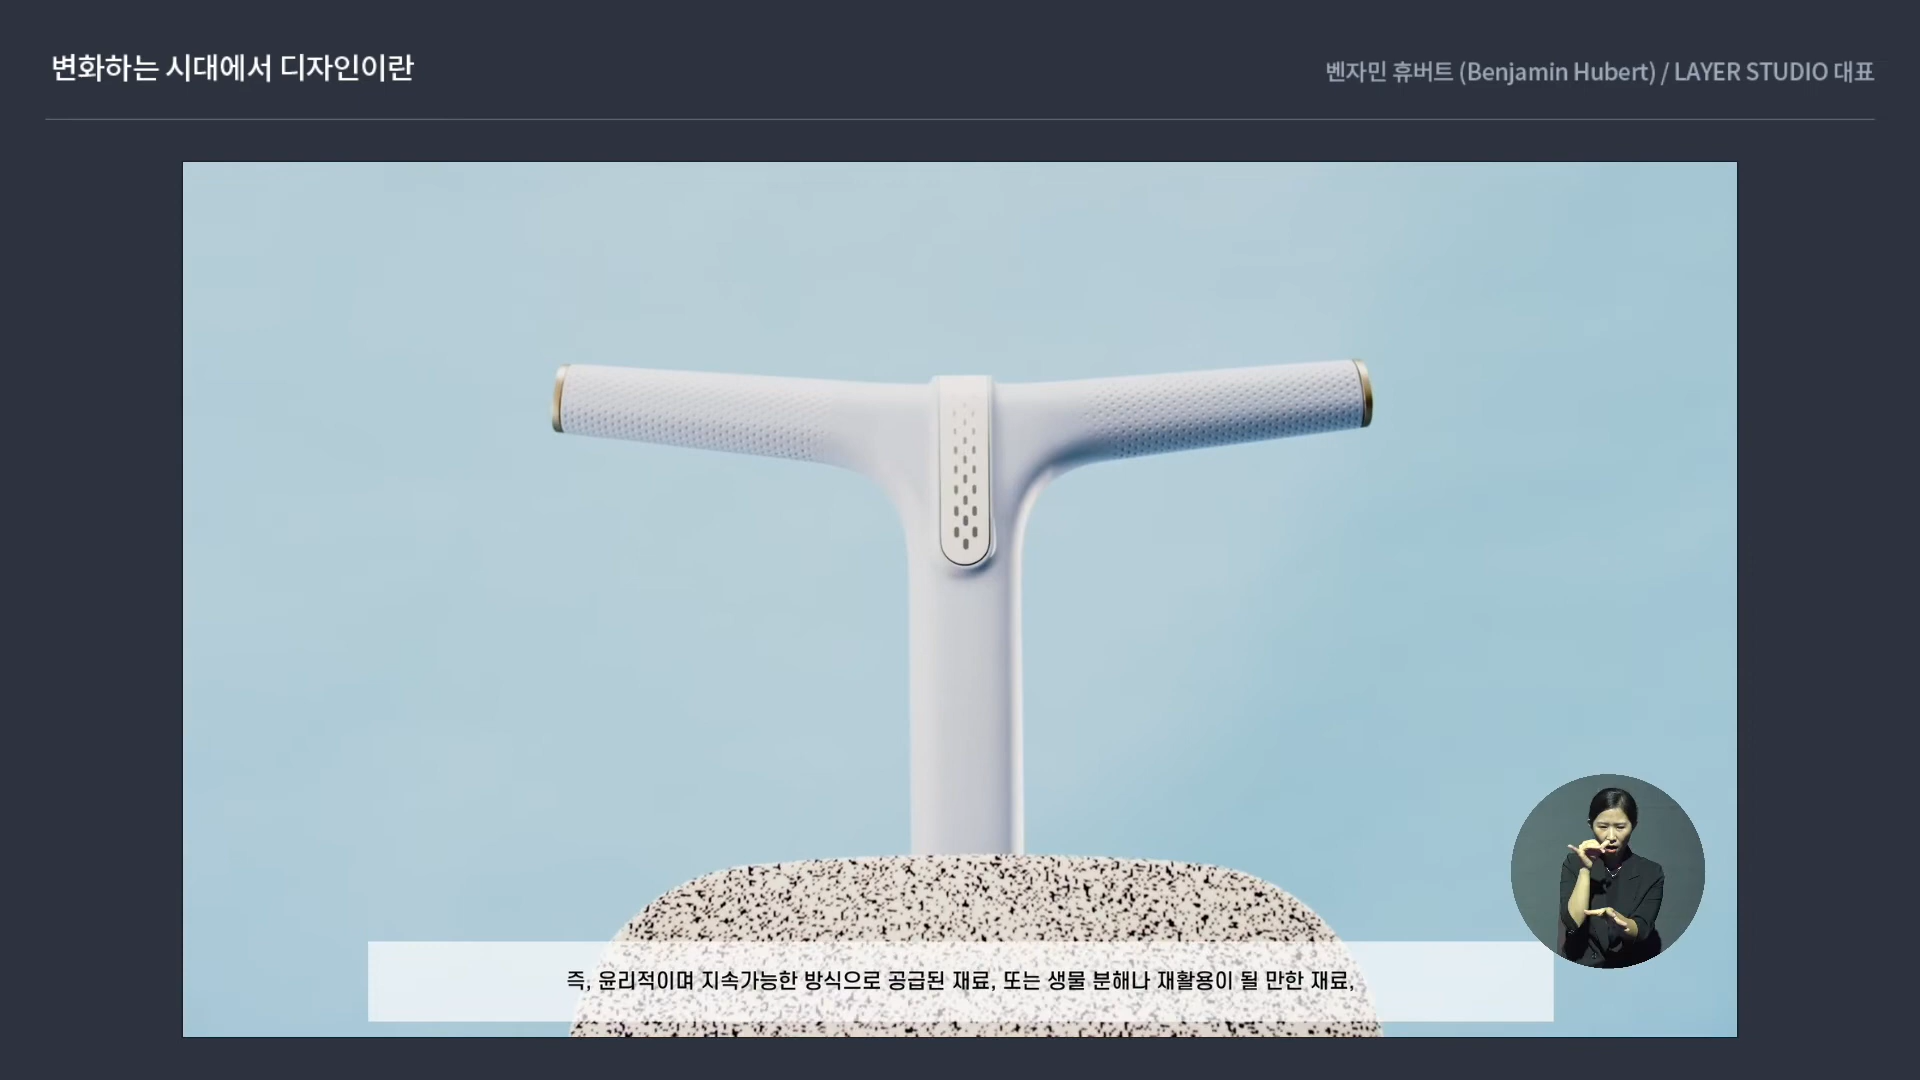 변화하는 시대에서 디자인이란
벤자민 휴버트 (Benjamin Hubert) / LAYER STUDIO 대표
즉, 윤리적이며 지속가능한 방식으로 공급된 재료, 또는 생물 분해나 재활용이 될 만한 재료,